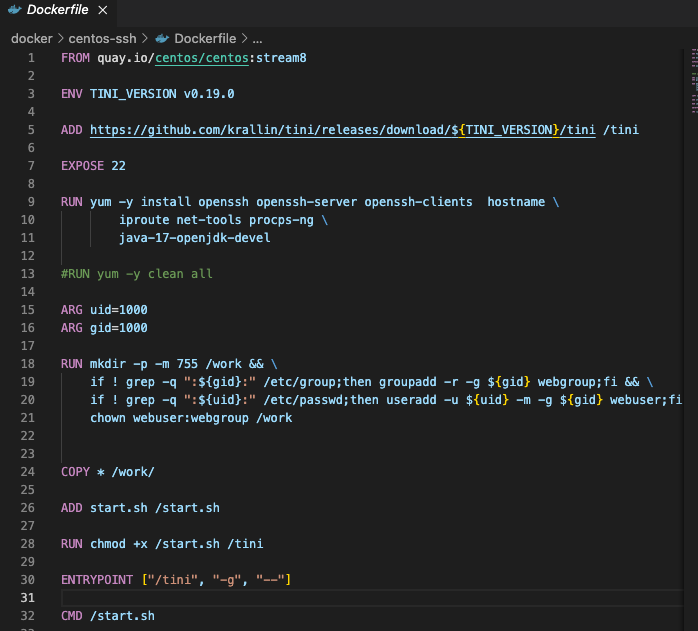 Dockerfile ×
docker > centos-ssh > Dockerfile > ...
1 FROM quay.io/centos/centos:stream8
2
3 ENV TINI_VERSION v0.19.0
4
5 ADD https://github.com/krallin/tini/releases/download/${TINI_VERSION}/tini /tini
6
7 EXPOSE 22
8
9 RUN yum -y install openssh openssh-server openssh-clients  hostname \
10         iproute net-tools procps-ng \
11         java-17-openjdk-devel
12
13 #RUN yum -y clean all
14
15 ARG uid=1000
16 ARG gid=1000
17
18 RUN mkdir -p -m 755 /work && \
19     if ! grep -q ":${gid}:" /etc/group;then groupadd -r -g ${gid} webgroup;fi && \
20     if ! grep -q ":${uid}:" /etc/passwd;then useradd -u ${uid} -m -g ${gid} webuser;fi
21     chown webuser:webgroup /work
22
23
24 COPY * /work/
25
26 ADD start.sh /start.sh
27
28 RUN chmod +x /start.sh /tini
29
30 ENTRYPOINT ["/tini", "-g", "--"]
31
32 CMD /start.sh